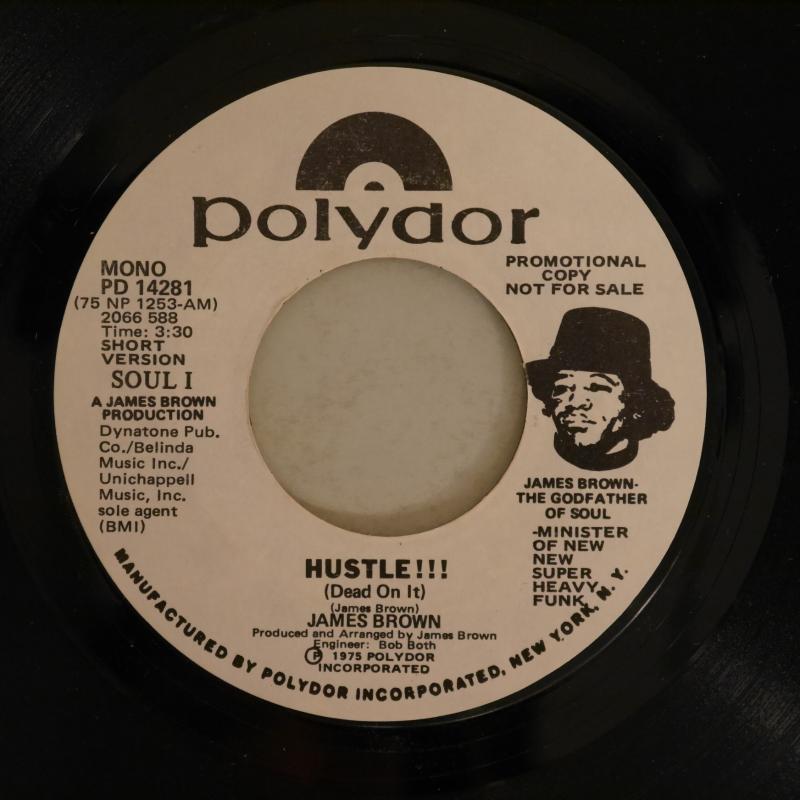 polydor
MONO
PD 14281
(75 NP 1253-AM)
2066 588
Time: 3:30
SHORT
VERSION
SOUL I
A JAMES BROWN
PRODUCTION
Dynatone Pub.
Co./Belinda
Music Inc./
Unichappell
Music, Inc.
sole agent
(BMI)
PROMOTIONAL
COPY
NOT FOR SALE
JAMES BROWN-
THE GODFATHER
OF SOUL
-MINISTER
OF NEW
NEW
SUPER
HEAVY
FUNK
HUSTLE!!!
(Dead On It)
(James Brown)
JAMES BROWN
Produced and Arranged by James Brown
Engineer: Bob Both
Ⓟ 1975 POLYDOR
INCORPORATED
MANUFACTURED BY POLYDOR INCORPORATED, NEW YORK, N. Y.